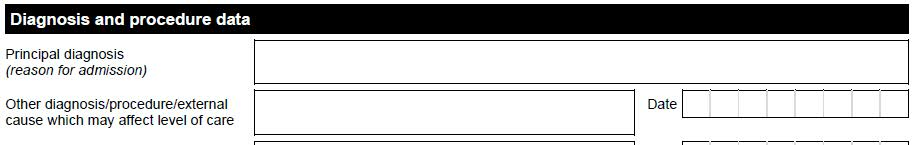 Diagnosis and procedure data
Principal diagnosis
(reason for admission)
Other diagnosis/procedure/external
cause which may affect level of care
Date